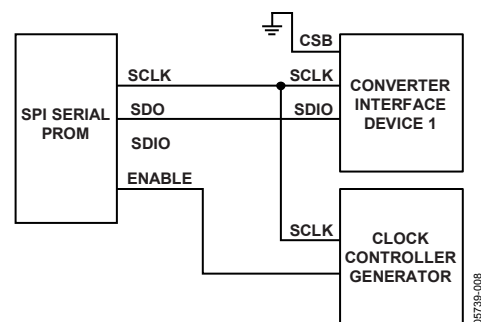 CSB
SCLK
SCLK
SDO
SDIO
SDIO
ENABLE
SPI SERIAL
PROM
CONVERTER
INTERFACE
DEVICE 1
SCLK
CLOCK
CONTROLLER
GENERATOR
05739-008